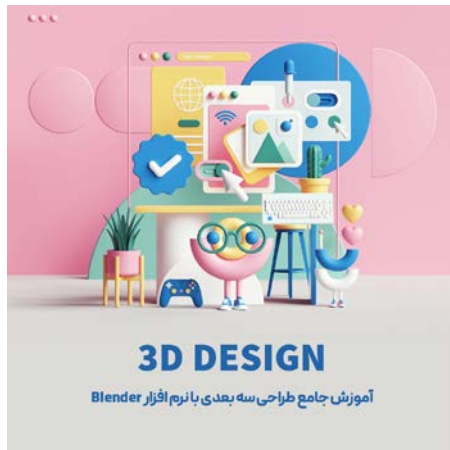 3D DESIGN
آموزش جامع طراحی سه بعدی با نرم افزار Blender